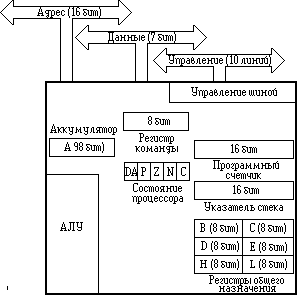 Адрес (16 бит)
Данные (7 бит)
Управление (10 линий)
Управление шиной
8 бит
Аккумулятор
Регистр
команды
А 98 бит)
16 бит
Программный
счетчик
DA P Z N C
Состояние
процессора
16 бит
Указатель стека
АЛУ
B (8 бит) C (8 бит)
D (8 бит) E (8 бит)
H (8 бит) L (8 бит)
Регистры общего
назначения